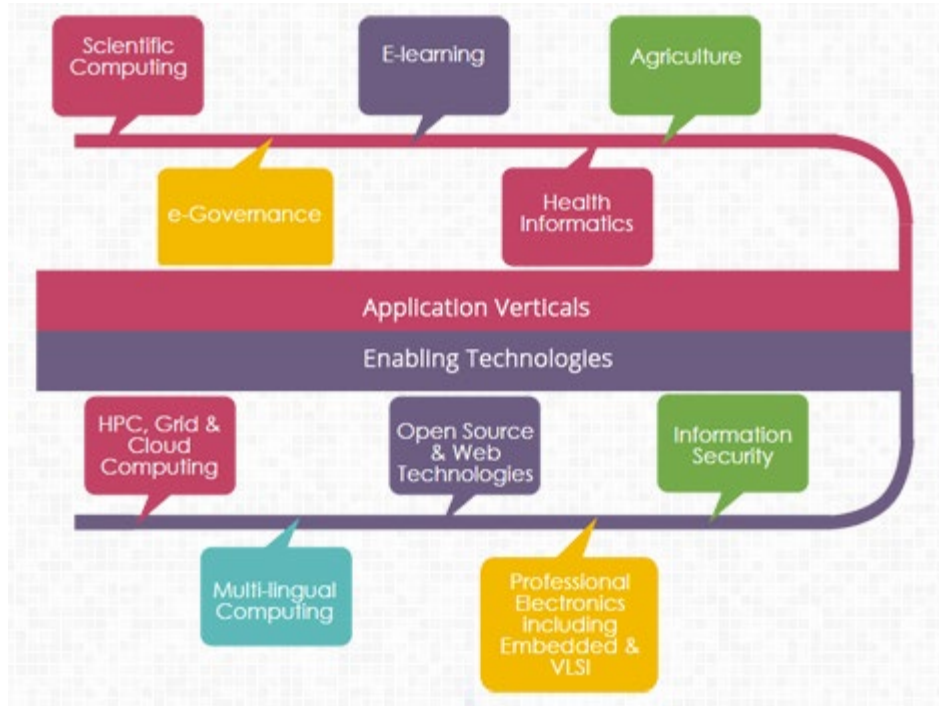 Scientific
Computing
E-learning
Agriculture
e-Governance
Health
Informatics
Application Verticals
Enabling Technologies
HPC, Grid &
Cloud
Computing
Open Source
& Web
Technologies
Information
Security
Multi-lingual
Computing
Professional
Electronics
including
Embedded &
VLSI